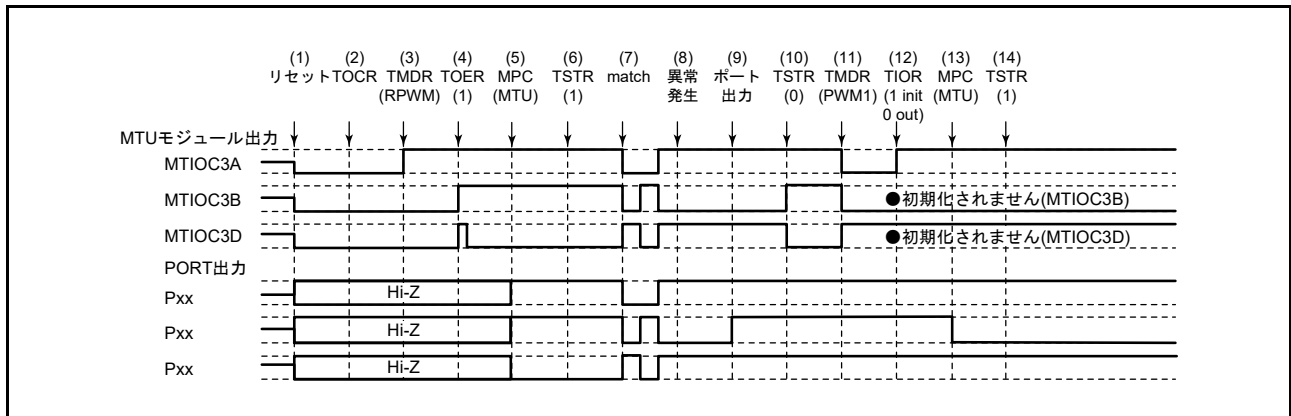 (1) (2) (3) (4) (5) (6) (7) (8) (9) (10) (11) (12) (13) (14)
リセット TOCR TMDR TOER MPC TSTR match 異常 ポート TSTR TMDR TIOR MPC TSTR
(RPWM) (1) (MTU) (1) 発生 出力 (0) (PWM1) (1 init (MTU) (1)
0 out)
MTUモジュール出力
MTIOC3A
MTIOC3B ●初期化されません(MTIOC3B)
MTIOC3D ●初期化されません(MTIOC3D)
PORT出力
Pxx Hi-Z
Pxx Hi-Z
Pxx Hi-Z